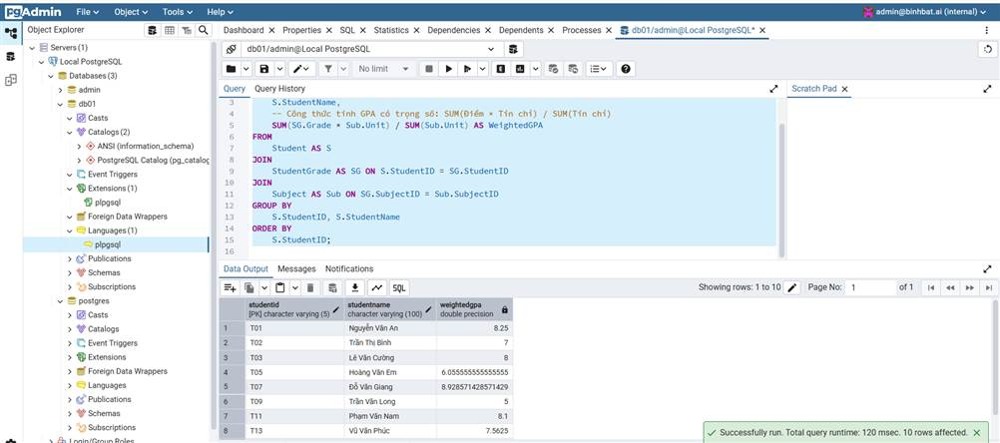 pgAdmin File Object Tools Help admin@binhbat.ai (internal)
Object Explorer
Dashboard Properties SQL Statistics Dependencies Dependents Processes db01/admin@Local PostgreSQL*
Servers (1)
Local PostgreSQL
Databases (3)
admin
db01
Casts
Catalogs (2)
ANSI (information_schema)
PostgreSQL Catalog (pg_catalog
Event Triggers
Extensions (1)
plpgsql
Foreign Data Wrappers
Languages (1)
plpgsql
Publications
Schemas
Subscriptions
postgres
Casts
Catalogs
Event Triggers
Extensions
Foreign Data Wrappers
Languages
Publications
Schemas
Subscriptions
Login/Group Roles
db01/admin@Local PostgreSQL
No limit
Query Query History
Scratch Pad
3 S.StudentName,
4 -- Công thức tính GPA có trọng số: SUM(Điểm * Tín chỉ) / SUM(Tín chỉ)
5 SUM(SG.Grade * Sub.Unit) / SUM(Sub.Unit) AS WeightedGPA
6 FROM
7 Student AS S
8 JOIN
9 StudentGrade AS SG ON S.StudentID = SG.StudentID
10 JOIN
11 Subject AS Sub ON SG.SubjectID = Sub.SubjectID
12 GROUP BY
13 S.StudentID, S.StudentName
14 ORDER BY
15 S.StudentID;
16
Data Output Messages Notifications
SQL
Showing rows: 1 to 10 Page No: 1 of 1
studentid studentname weightedgpa
[PK] character varying (5) character varying (100) double precision
1 T01 Nguyễn Văn An 8.25
2 T02 Trần Thị Bình 7
3 T03 Lê Văn Cường 8
4 T05 Hoàng Văn Em 6.055555555555555
5 T07 Đỗ Văn Giang 8.928571428571429
6 T09 Trần Văn Long 5
7 T11 Phạm Văn Nam 8.1
8 T13 Vũ Văn Phúc 7.5625
Successfully run. Total query runtime: 120 msec. 10 rows affected.